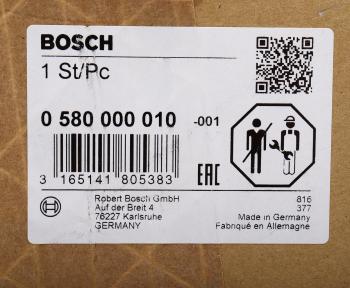 BOSCH
1 St/Pc
0 580 000 010 -001
3 165141 805383
EAC
Robert Bosch GmbH
Auf der Breit 4
76227 Karlsruhe
GERMANY
816
377
Made in Germany
Fabriqué en Allemagne